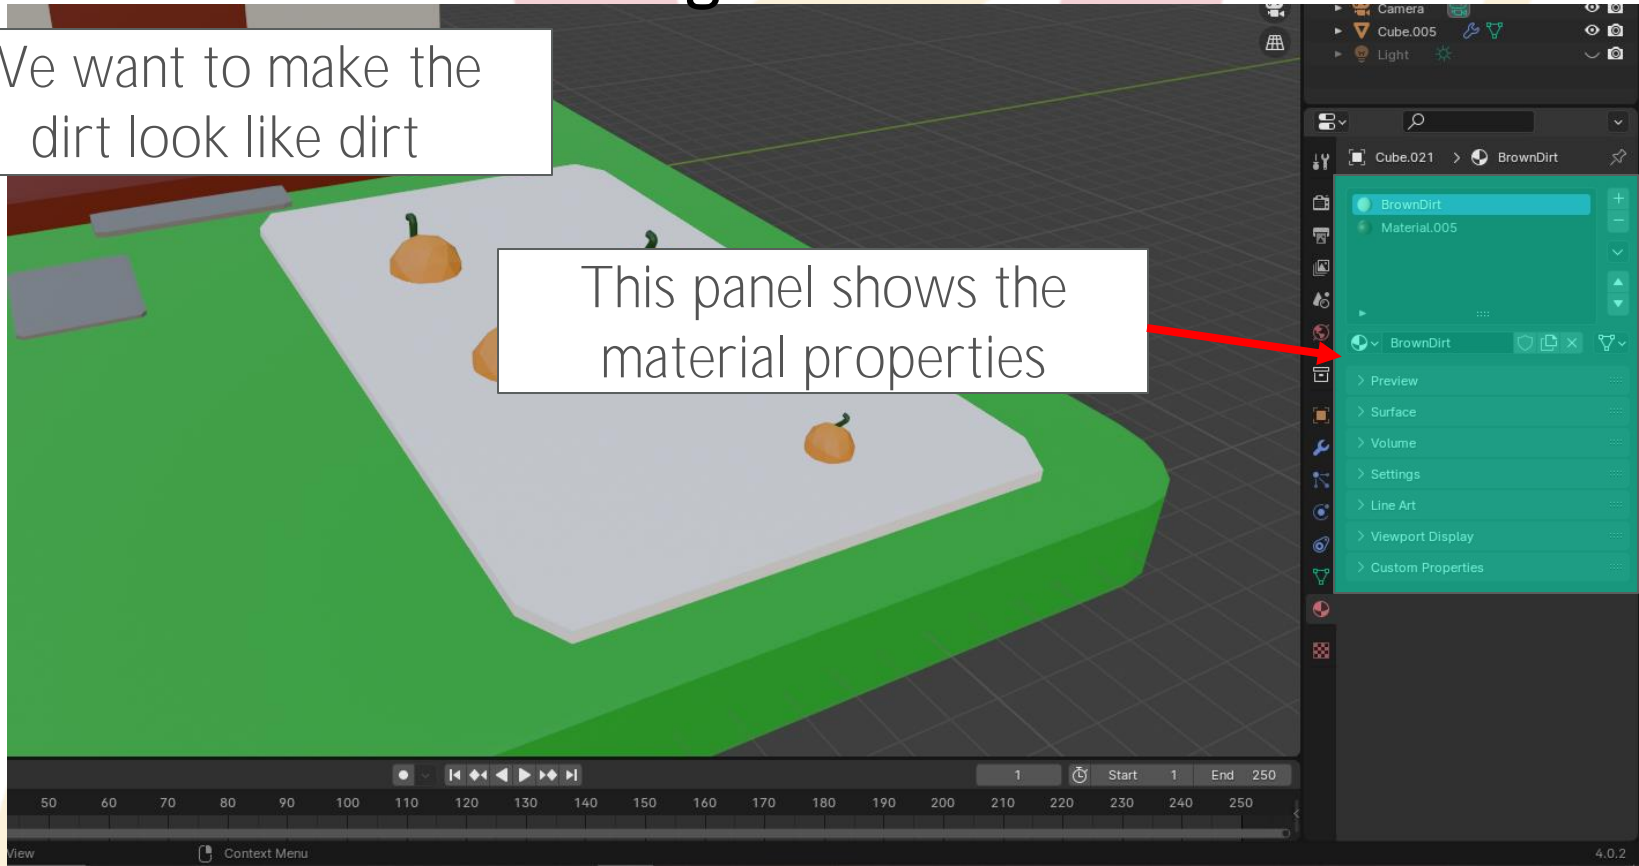 Camera
Cube.005
Light
We want to make the
dirt look like dirt
Cube.021 > BrownDirt
BrownDirt
Material.005
This panel shows the
material properties
BrownDirt
> Preview
> Surface
> Volume
> Settings
> Line Art
> Viewport Display
> Custom Properties
1 Start 1 End 250
50 60 70 80 90 100 110 120 130 140 150 160 170 180 190 200 210 220 230 240 250
View Context Menu 4.0.2